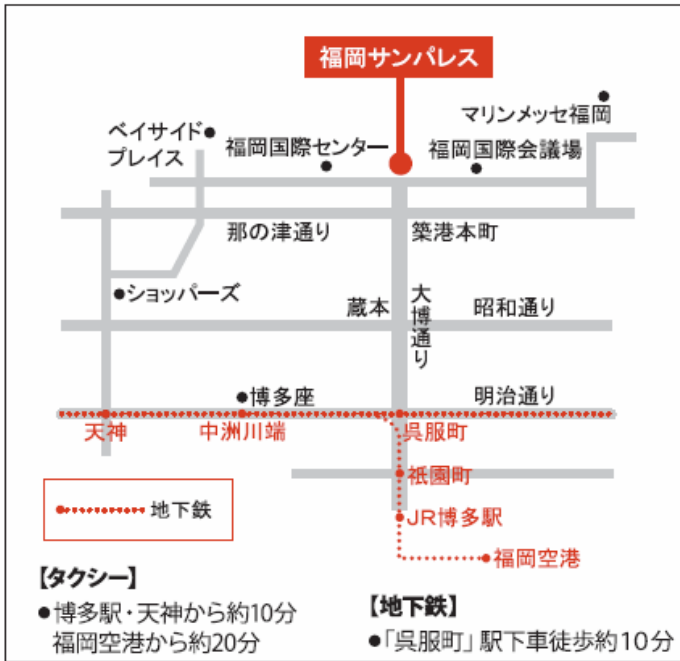 福岡サンパレス
マリンメッセ福岡
ベイサイド
プレイス
福岡国際センター
福岡国際会議場
那の津通り
築港本町
ショッパーズ
蔵本
大博通り
昭和通り
博多座
明治通り
天神
中洲川端
呉服町
祇園町
地下鉄
JR博多駅
福岡空港
【タクシー】
●博多駅・天神から約10分
福岡空港から約20分
【地下鉄】
●「呉服町」駅下車徒歩約10分